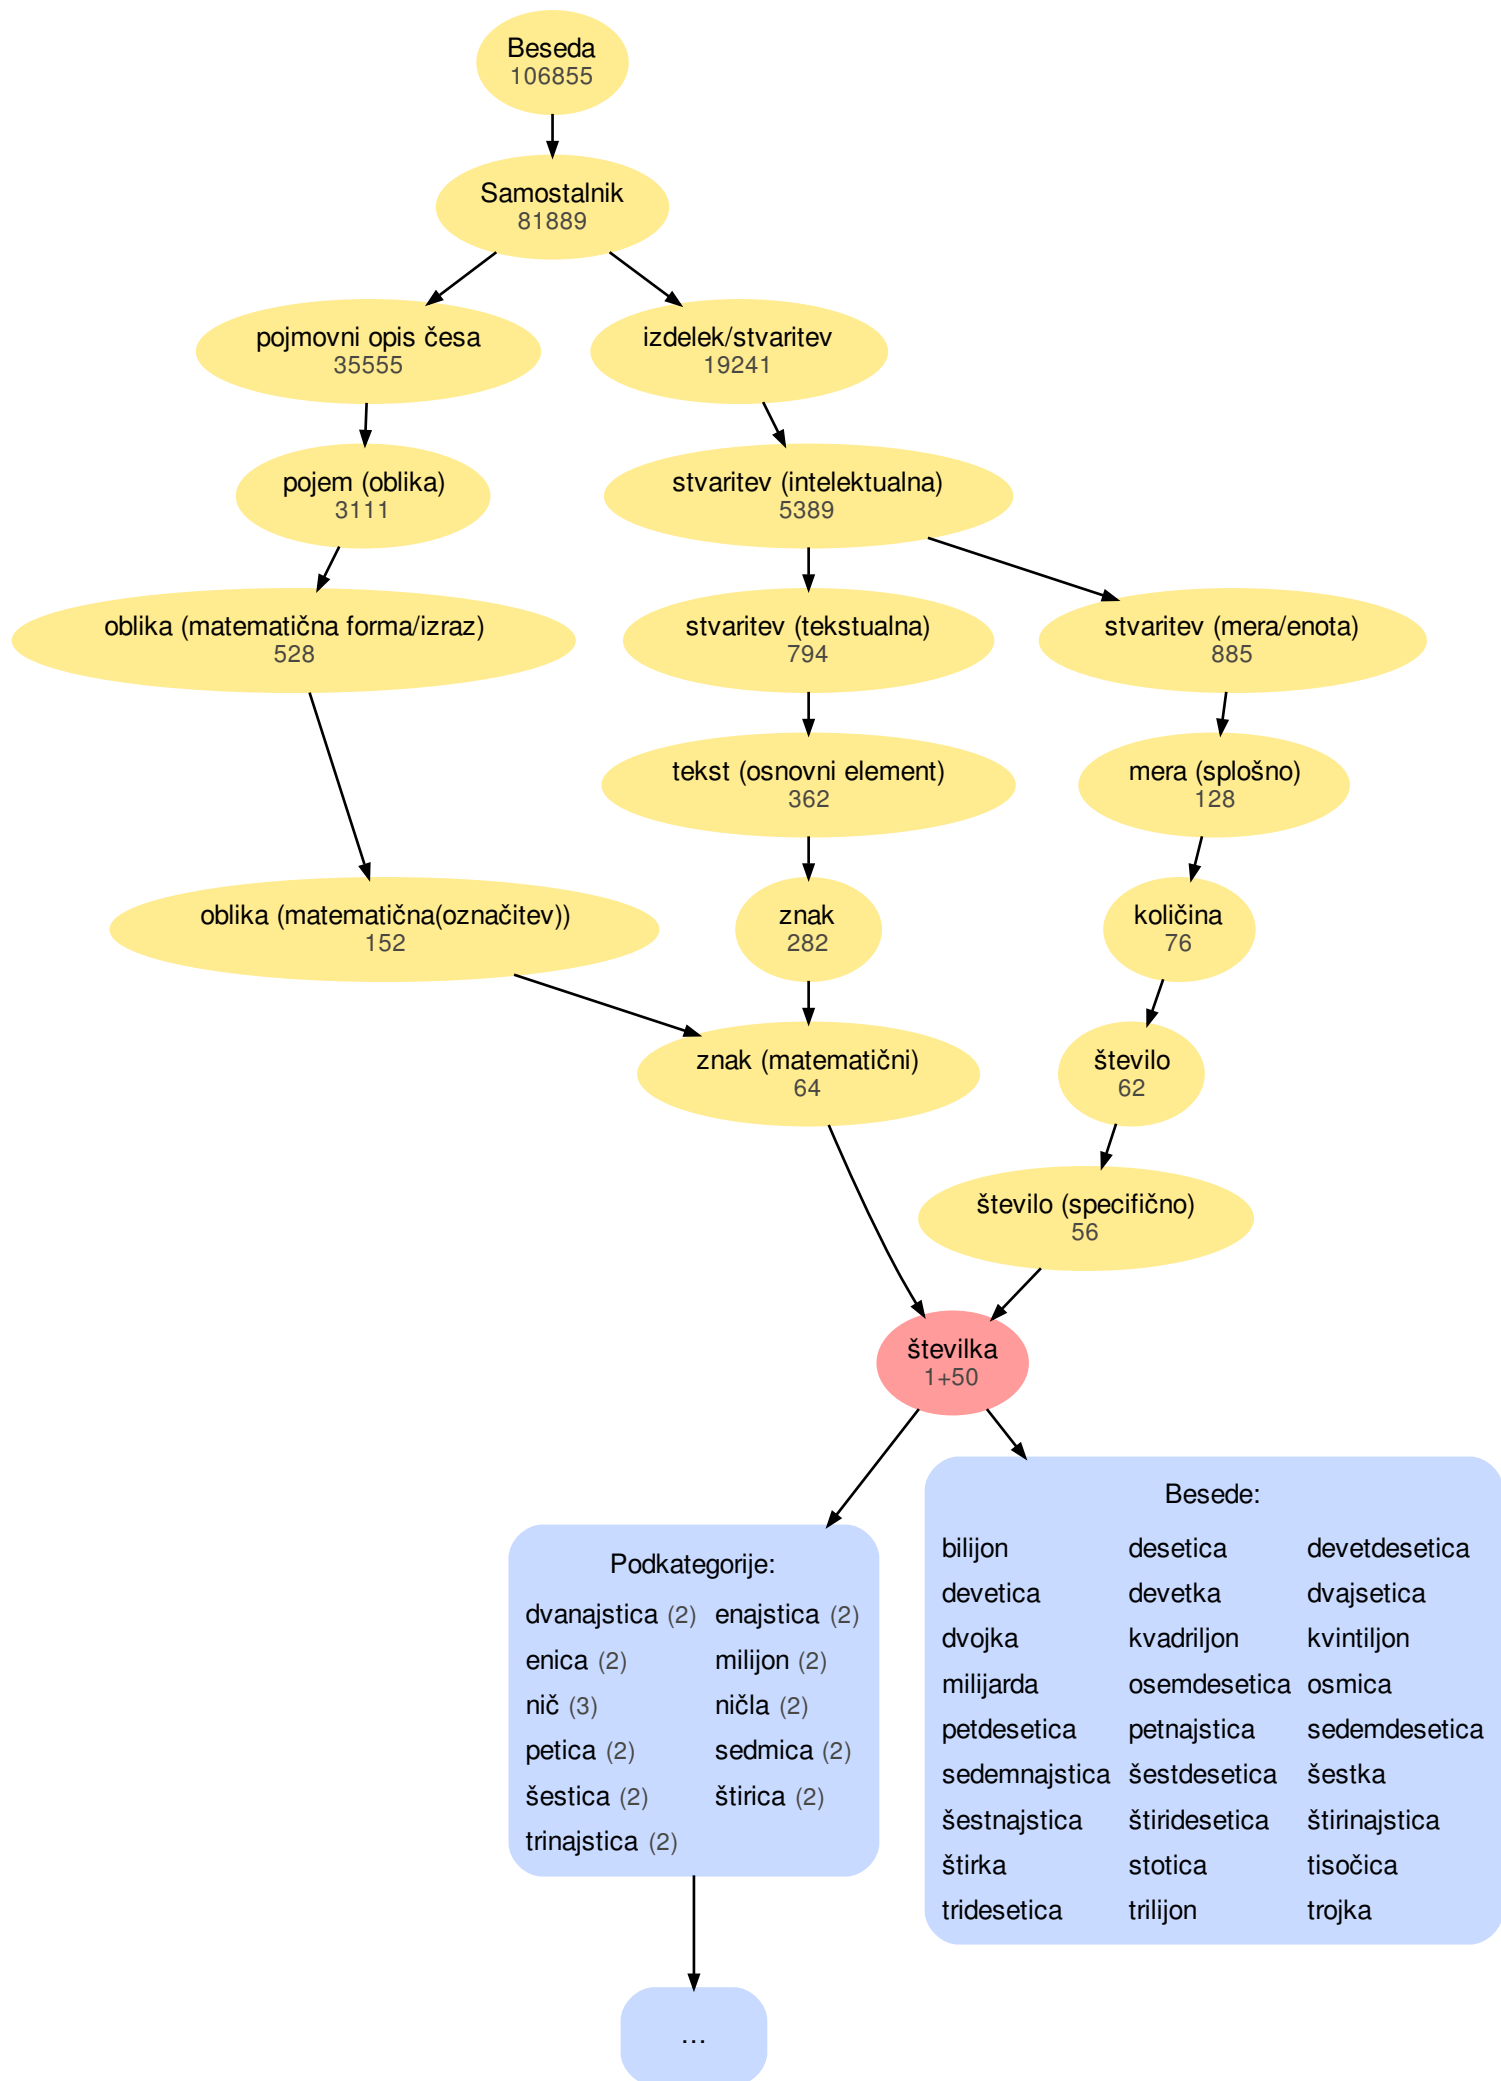 Beseda
106855
Samostalnik
81889
pojmovni opis česa
35555
izdelek/stvaritev
19241
pojem (oblika)
3111
stvaritev (intelektualna)
5389
oblika (matematična forma/izraz)
528
stvaritev (tekstualna)
794
stvaritev (mera/enota)
885
tekst (osnovni element)
362
mera (splošno)
128
oblika (matematična(označitev))
152
znak
282
količina
76
znak (matematični)
64
število
62
število (specifično)
56
številka
1+50
Podkategorije:
dvanajstica (2) enajstica (2)
enica (2) milijon (2)
nič (3) ničla (2)
petica (2) sedmica (2)
šestica (2) štirica (2)
trinajstica (2)
Besede:
bilijon desetica devetdesetica
devetica devetka dvajsetica
dvojka kvadriljon kvintiljon
milijarda osemdesetica osmica
petdesetica petnajstica sedemdesetica
sedemnajstica šestdesetica šestka
šestnajstica štiridesetica štirinajstica
štirka stotica tisočica
tridesetica trilijon trojka
...